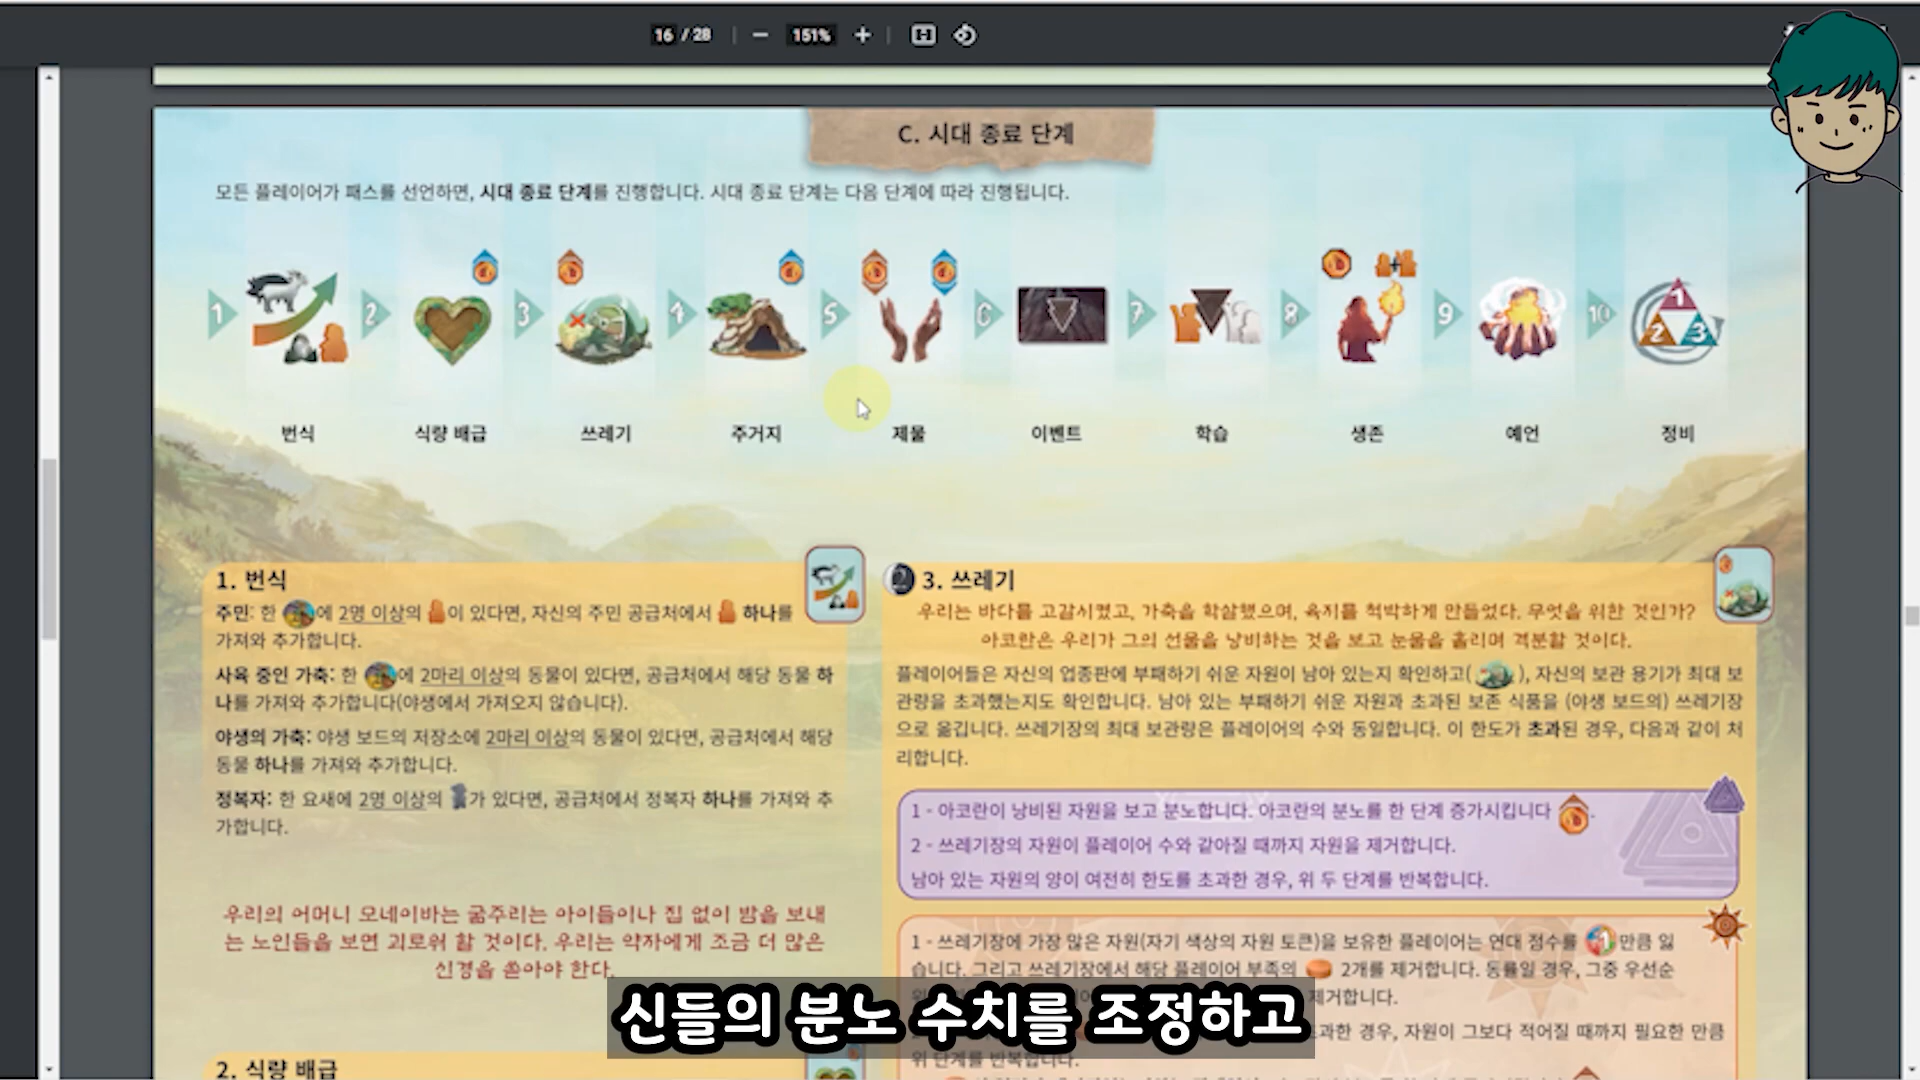 16 / 28
151%
C. 시대 종료 단계
모든 플레이어가 패스를 선언하면, 시대 종료 단계를 진행합니다. 시대 종료 단계는 다음 단계에 따라 진행됩니다.
1 2 3 4 5 6 7 8 9 10
1
2 3
번식 식량 배급 쓰레기 주거지 제물 이벤트 학습 생존 예언 정비
1. 번식
주민: 한 에 2명 이상의 이 있다면, 자신의 주민 공급처에서 하나를
가져와 추가합니다.
사육 중인 가축: 한 에 2마리 이상의 동물이 있다면, 공급처에서 해당 동물 하
나를 가져와 추가합니다(야생에서 가져오지 않습니다).
야생의 가축: 야생 보드의 저장소에 2마리 이상의 동물이 있다면, 공급처에서 해당
동물 하나를 가져와 추가합니다.
정복자: 한 요새에 2명 이상의 가 있다면, 공급처에서 정복자 하나를 가져와 추
가합니다.
우리의 어머니 모네이바는 굶주리는 아이들이나 집 없이 밤을 보내
는 노인들을 보면 괴로워 할 것이다. 우리는 약자에게 조금 더 많은
신경을 쏟아야 한다.
2. 식량 배급
3. 쓰레기
우리는 바다를 고갈시켰고, 가축을 학살했으며, 육지를 척박하게 만들었다. 무엇을 위한 것인가?
아코란은 우리가 그의 선물을 낭비하는 것을 보고 눈물을 흘리며 격분할 것이다.
플레이어들은 자신의 업종판에 부패하기 쉬운 자원이 남아 있는지 확인하고( ), 자신의 보관 용기가 최대 보
관량을 초과했는지도 확인합니다. 남아 있는 부패하기 쉬운 자원과 초과된 보존 식품을 (야생 보드의) 쓰레기장
으로 옮깁니다. 쓰레기장의 최대 보관량은 플레이어의 수와 동일합니다. 이 한도가 초과된 경우, 다음과 같이 처
리합니다.
1 - 아코란이 낭비된 자원을 보고 분노합니다. 아코란의 분노를 한 단계 증가시킵니다 .
2 - 쓰레기장의 자원이 플레이어 수와 같아질 때까지 자원을 제거합니다.
남아 있는 자원의 양이 여전히 한도를 초과한 경우, 위 두 단계를 반복합니다.
1 - 쓰레기장에 가장 많은 자원(자기 색상의 자원 토큰)을 보유한 플레이어는 연대 점수를 1 만큼 잃
습니다. 그리고 쓰레기장에서 해당 플레이어 부족의 2개를 제거합니다. 동률일 경우, 그중 우선순
제거합니다.
초과한 경우, 자원이 그보다 적어질 때까지 필요한 만큼
위 단계를 반복합니다.
신들의 분노 수치를 조정하고